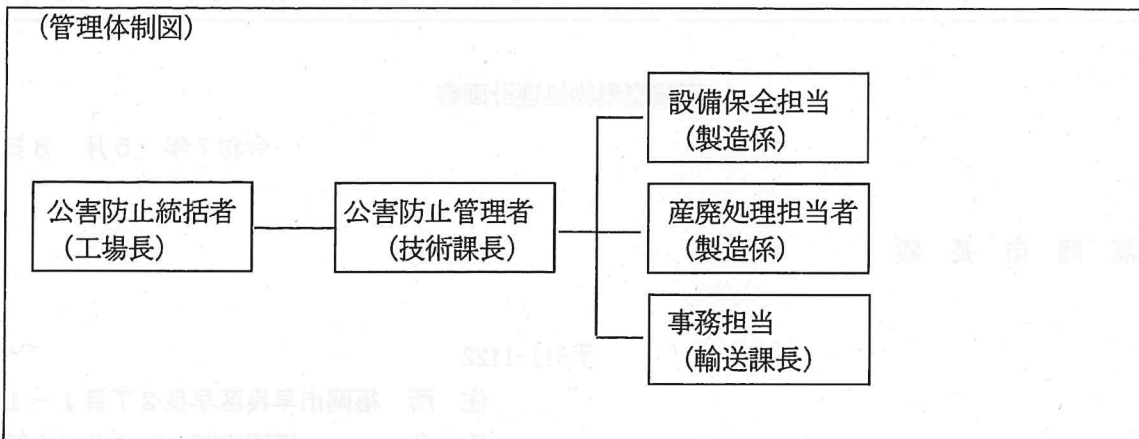 （管理体制図）
設備保全担当
（製造係）
公害防止統括者
（工場長）
公害防止管理者
（技術課長）
産廃処理担当者
（製造係）
事務担当
（輸送課長）